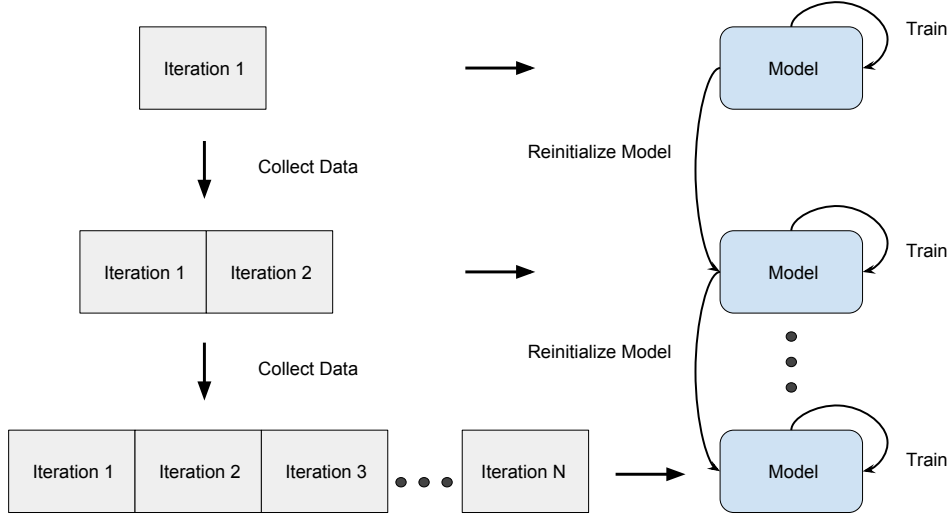 Train
Iteration 1
Model
Collect Data
Reinitialize Model
Iteration 1
Iteration 2
Model
Train
Collect Data
Reinitialize Model
Iteration 1
Iteration 2
Iteration 3
Iteration N
Model
Train